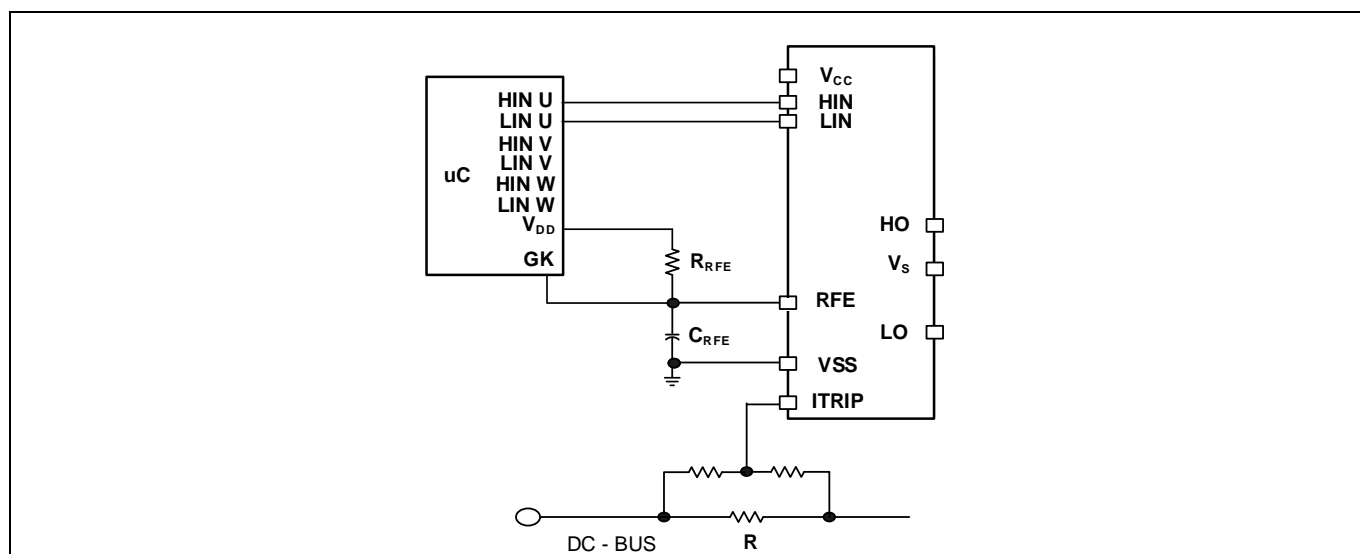 uC
HIN U
LIN U
HIN V
LIN V
HIN W
LIN W
VDD
GK
RRFE
CRFE
VCC
HIN
LIN
HO
VS
RFE
LO
VSS
ITRIP
DC - BUS
R